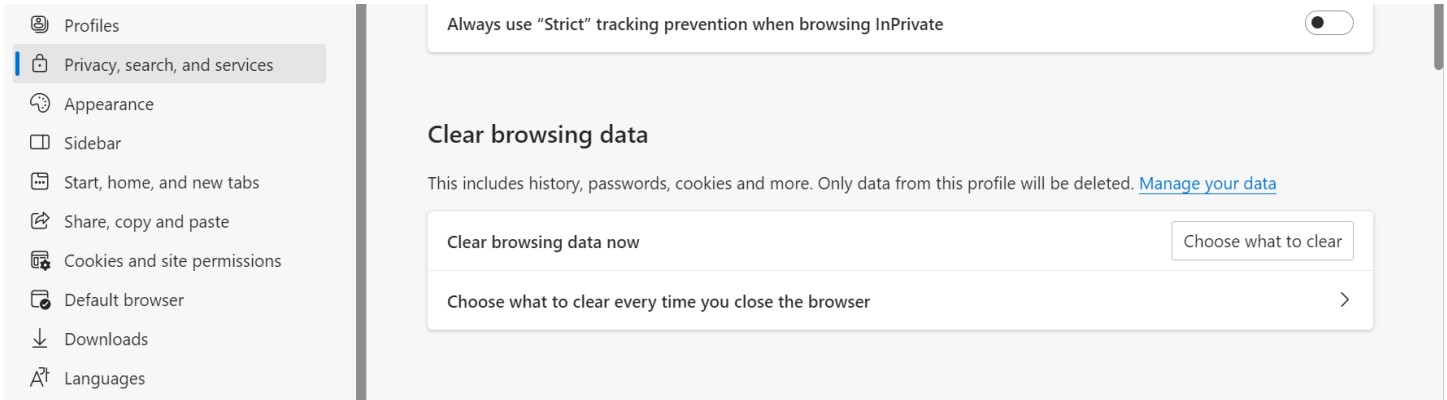 Profiles
Privacy, search, and services
Appearance
Sidebar
Start, home, and new tabs
Share, copy and paste
Cookies and site permissions
Default browser
Downloads
Languages
Always use “Strict” tracking prevention when browsing InPrivate
Clear browsing data
This includes history, passwords, cookies and more. Only data from this profile will be deleted. Manage your data
Clear browsing data now
Choose what to clear
Choose what to clear every time you close the browser